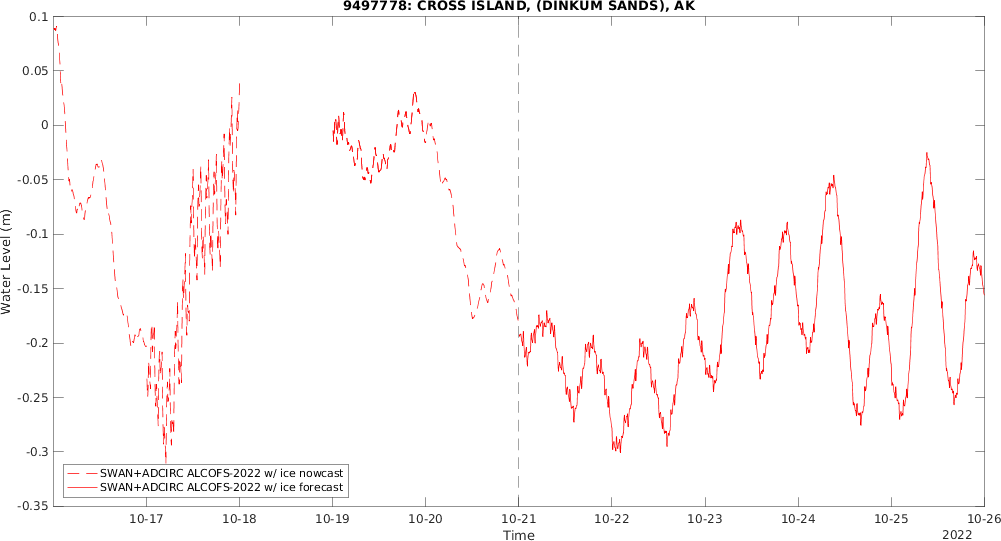 9497778: CROSS ISLAND, (DINKUM SANDS), AK
Water Level (m)
0.1
0.05
0
-0.05
-0.1
-0.15
-0.2
-0.25
-0.3
-0.35
SWAN+ADCIRC ALCOFS-2022 w/ ice nowcast
SWAN+ADCIRC ALCOFS-2022 w/ ice forecast
10-17 10-18 10-19 10-20 10-21 10-22 10-23 10-24 10-25 10-26
Time 2022